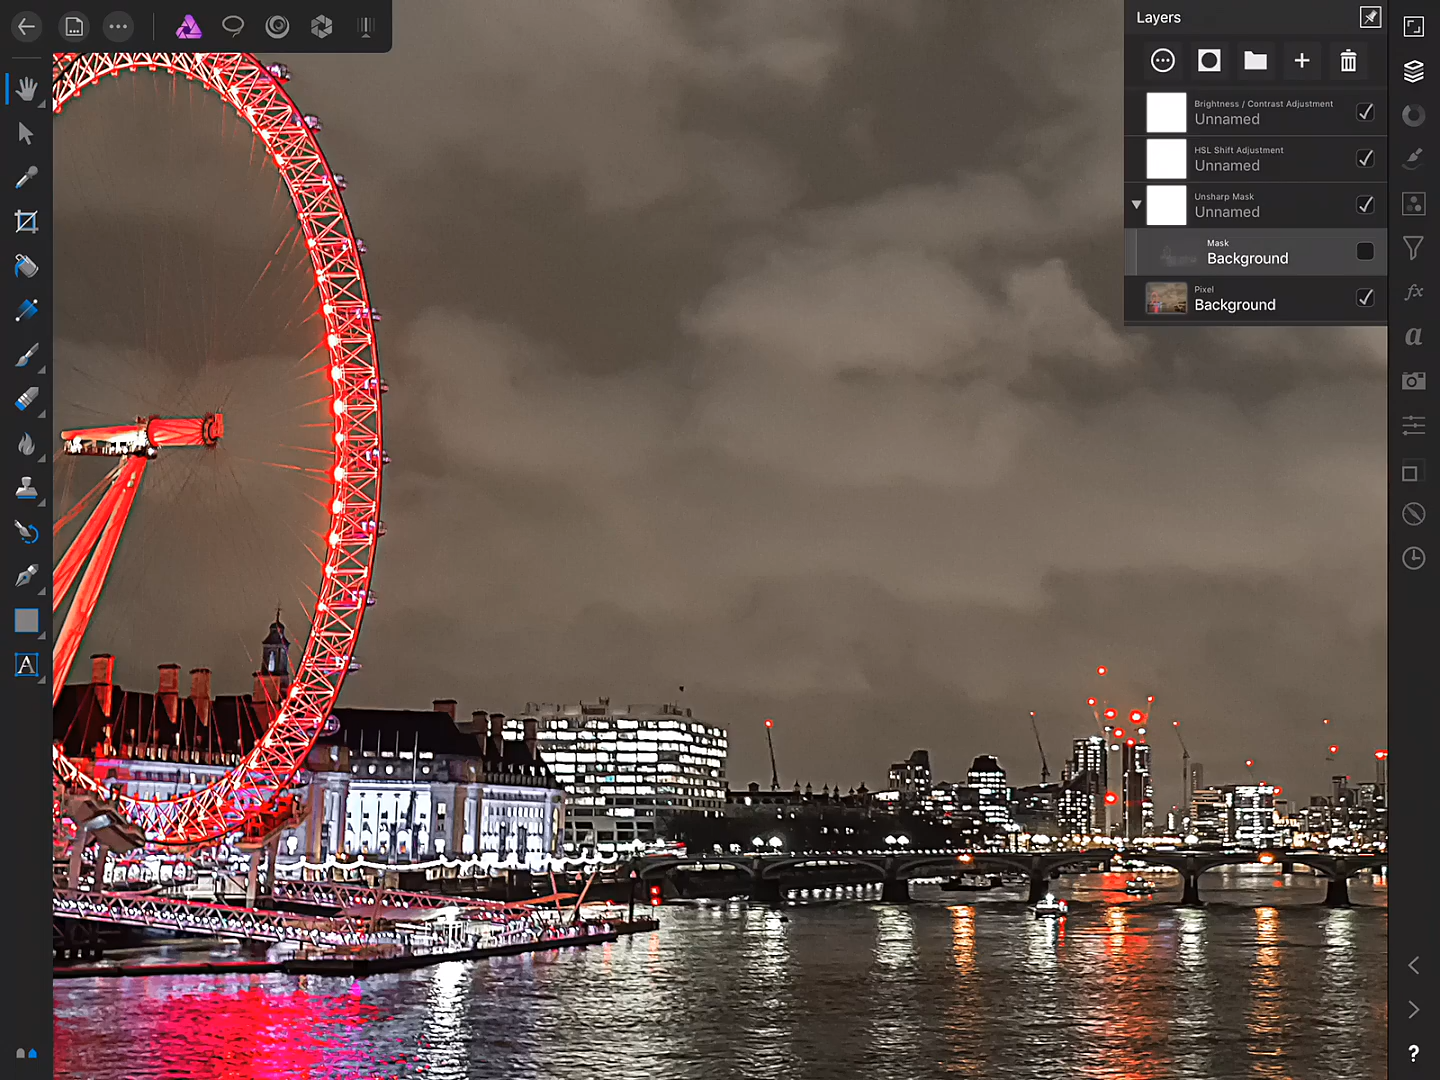 Layers
Brightness / Contrast Adjustment
Unnamed
HSL Shift Adjustment
Unnamed
Unsharp Mask
Unnamed
Mask
Background
Pixel
Background
fx
a
A
?